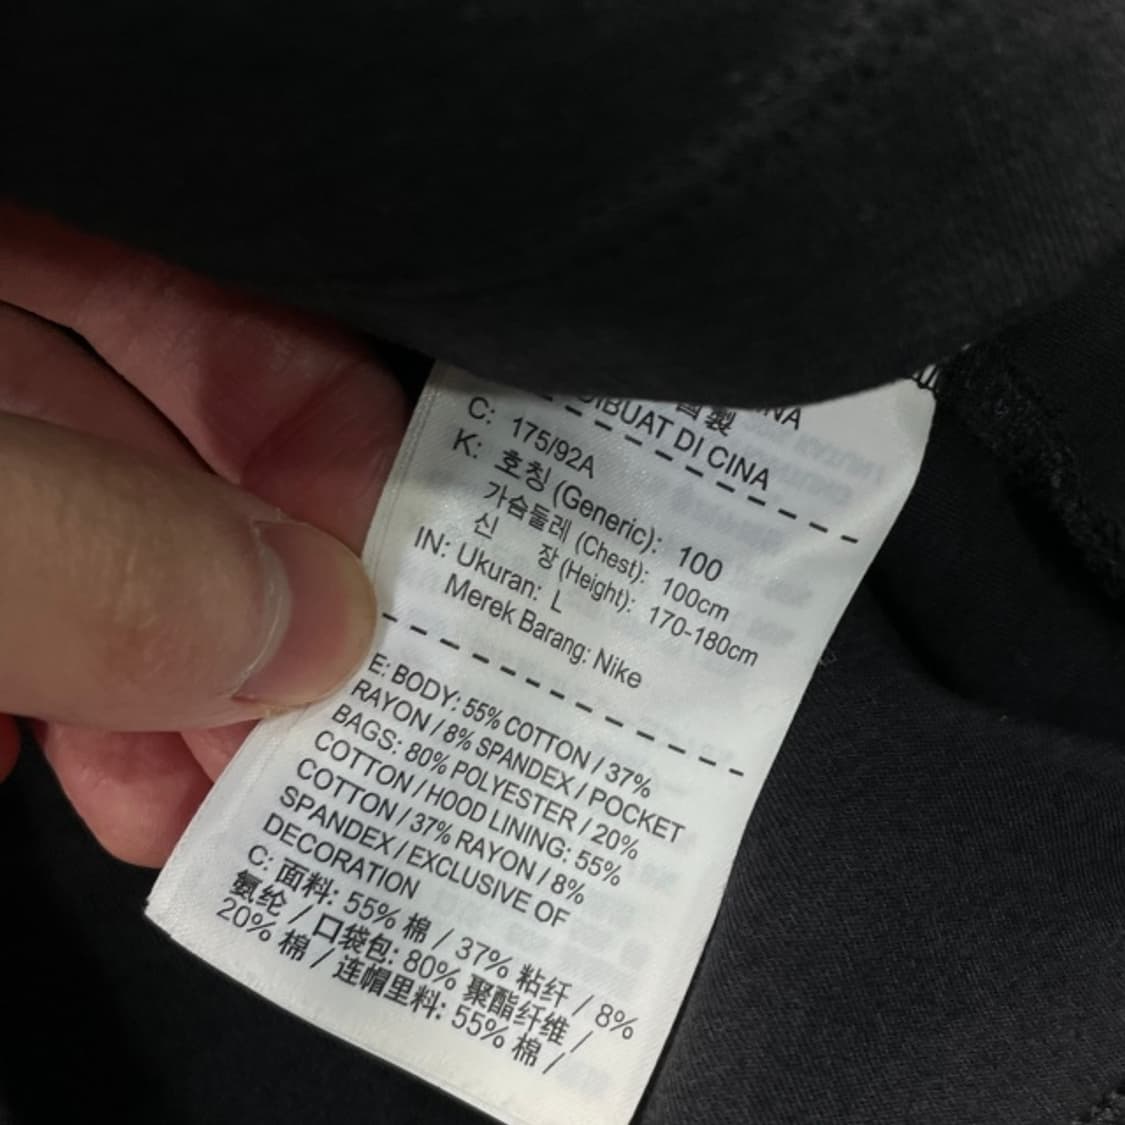 DIBUAT DI CINA
C: 175/92A
K: 호칭 (Generic): 100
가슴둘레 (Chest): 100cm
신 장 (Height): 170-180cm
IN: Ukuran: L
Merek Barang: Nike
E: BODY: 55% COTTON / 37%
RAYON / 8% SPANDEX / POCKET
BAGS: 80% POLYESTER / 20%
COTTON / HOOD LINING: 55%
COTTON / 37% RAYON / 8%
SPANDEX / EXCLUSIVE OF
DECORATION
C: 面料: 55% 棉 / 37% 粘纤 / 8%
氨纶 / 口袋包: 80% 聚酯纤维 /
20% 棉 / 连帽里料: 55% 棉 /